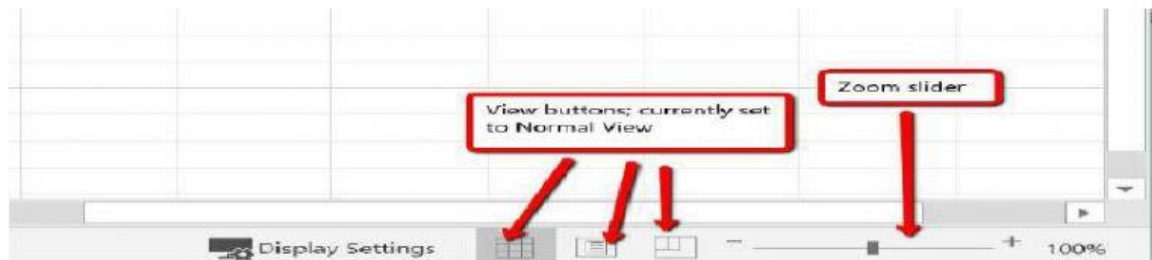 Zoom slider
View buttons; currently set
to Normal View
Display Settings
100%